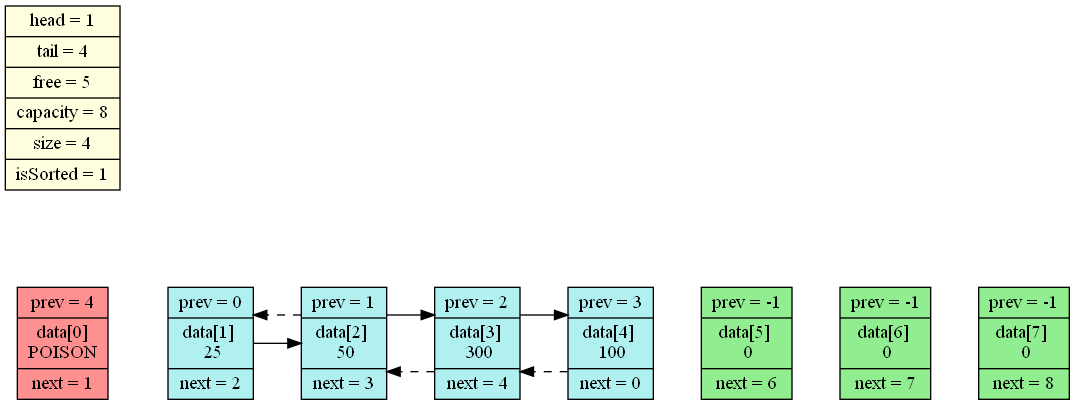 head = 1
tail = 4
free = 5
capacity = 8
size = 4
isSorted = 1
prev = 4
data[0]
POISON
next = 1
prev = 0
data[1]
25
next = 2
prev = 1
data[2]
50
next = 3
prev = 2
data[3]
300
next = 4
prev = 3
data[4]
100
next = 0
prev = -1
data[5]
0
next = 6
prev = -1
data[6]
0
next = 7
prev = -1
data[7]
0
next = 8